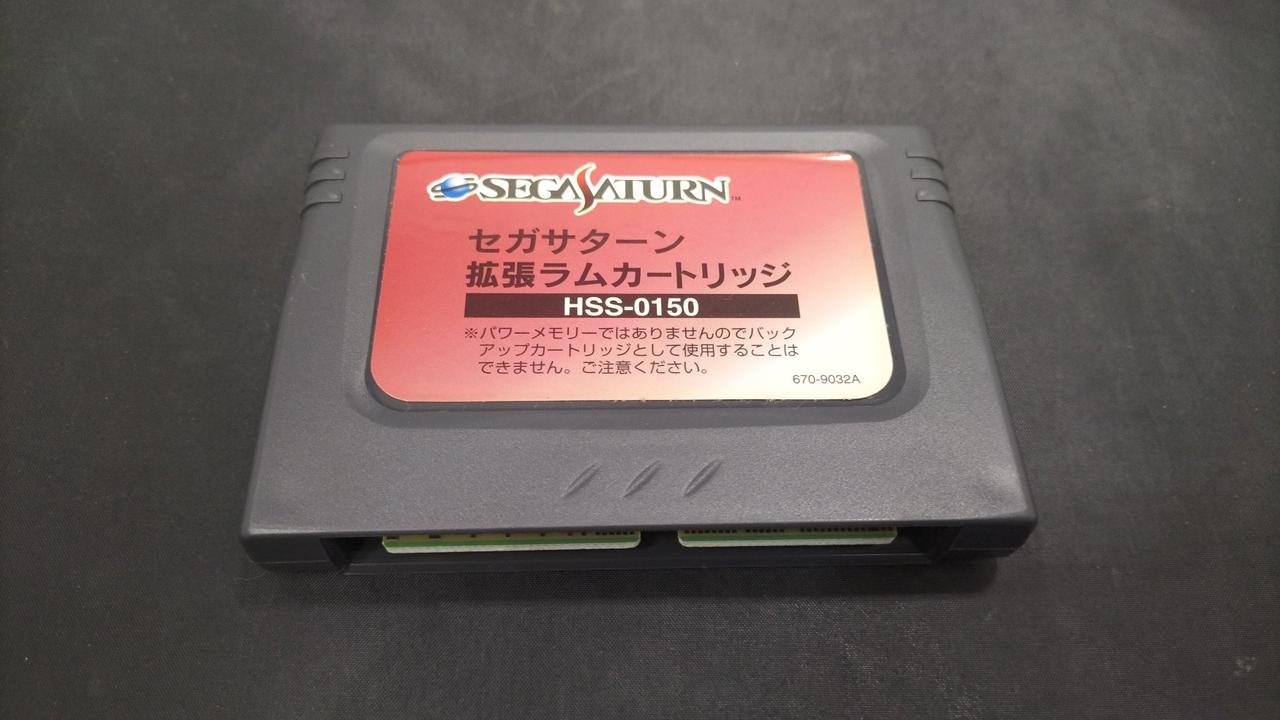 SEGA SATURN™
セガサターン
拡張ラムカートリッジ
HSS-0150
※パワーメモリーではありませんのでバック
アップカートリッジとして使用することは
できません。ご注意ください。
670-9032A